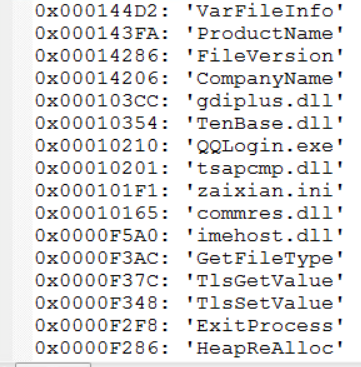 0x000144D2: 'VarFileInfo'
0x000143FA: 'ProductName'
0x00014286: 'FileVersion'
0x00014206: 'CompanyName'
0x000103CC: 'gdiplus.dll'
0x00010354: 'TenBase.dll'
0x00010210: 'QQLogin.exe'
0x00010201: 'tsapcmp.dll'
0x000101F1: 'zaixian.ini'
0x00010165: 'commres.dll'
0x0000F5A0: 'imehost.dll'
0x0000F3AC: 'GetFileType'
0x0000F37C: 'TlsGetValue'
0x0000F348: 'TlsSetValue'
0x0000F2F8: 'ExitProcess'
0x0000F286: 'HeapReAlloc'